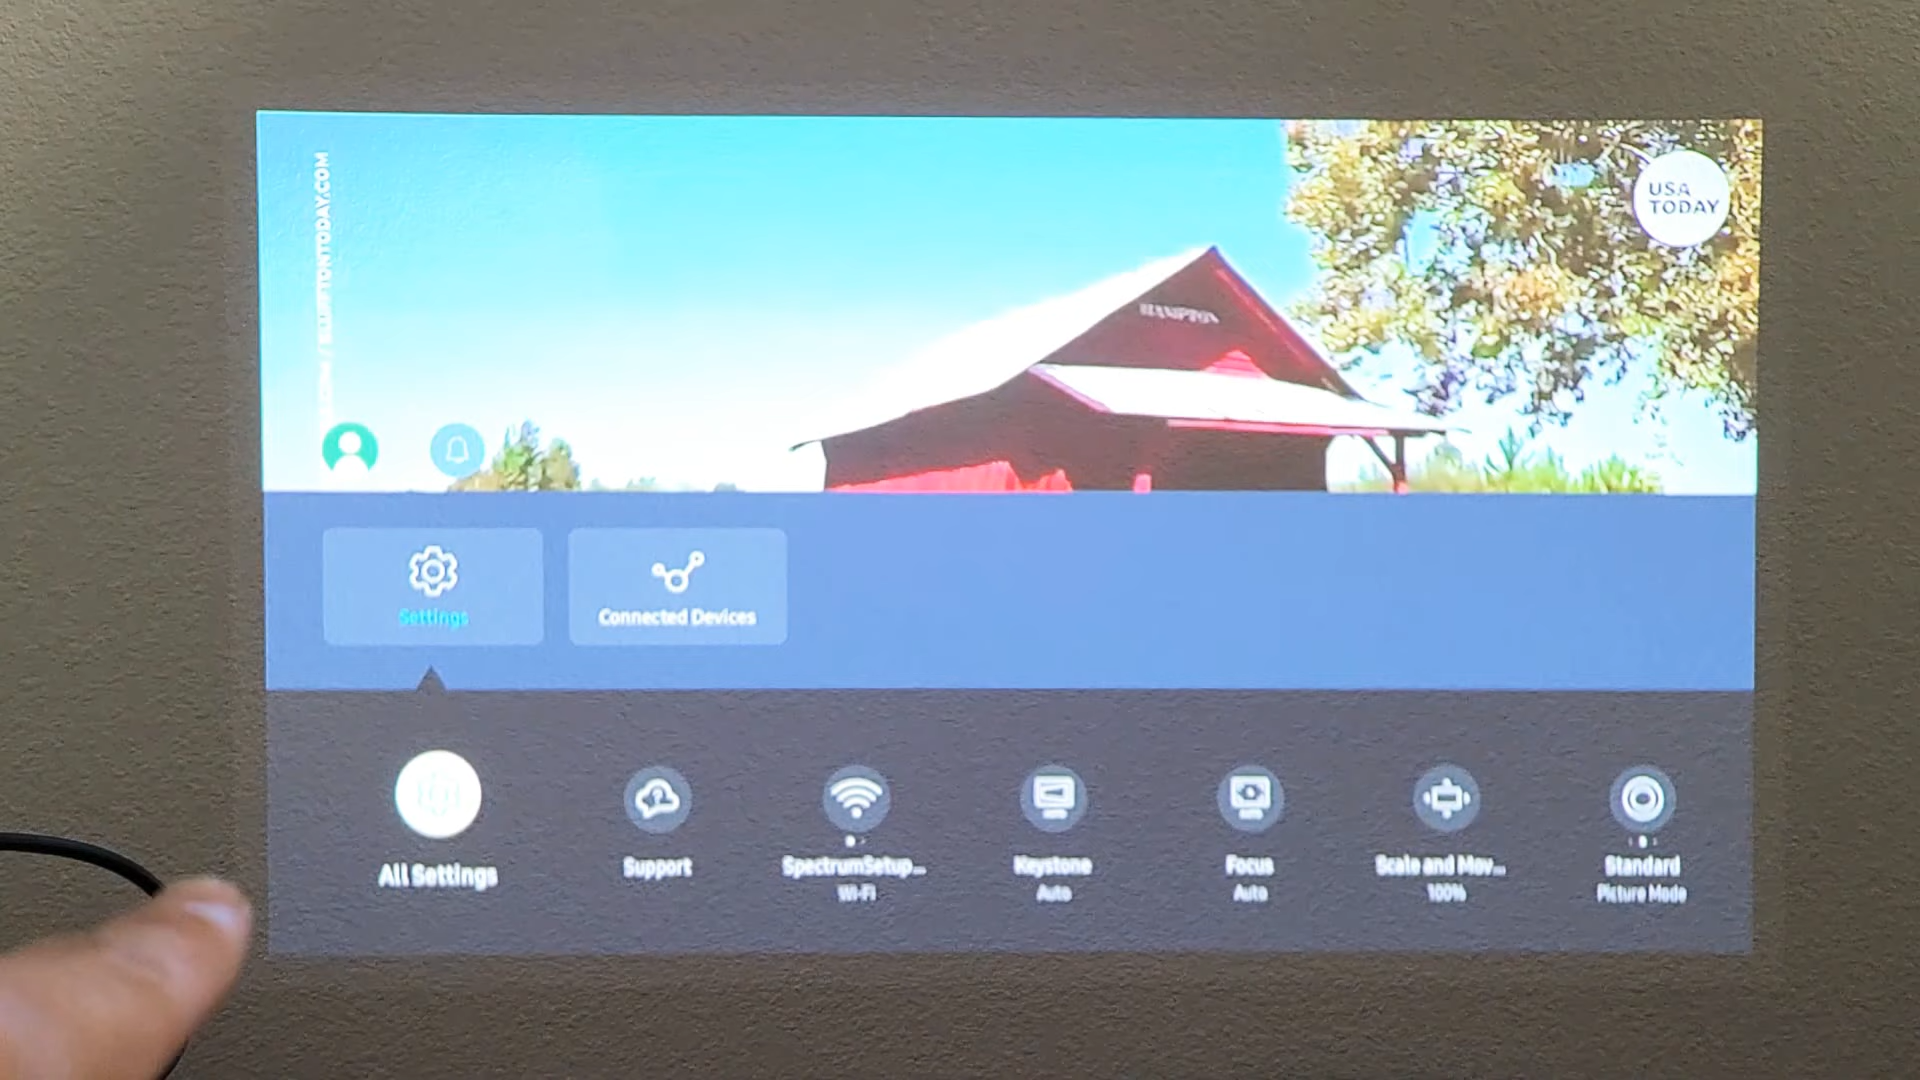 USA
TODAY
HAMPTON
Settings
Connected Devices
All Settings
Support
SpectrumSetup...
Wi-Fi
Keystone
Auto
Focus
Auto
Scale and Mov...
100%
Standard
Picture Mode